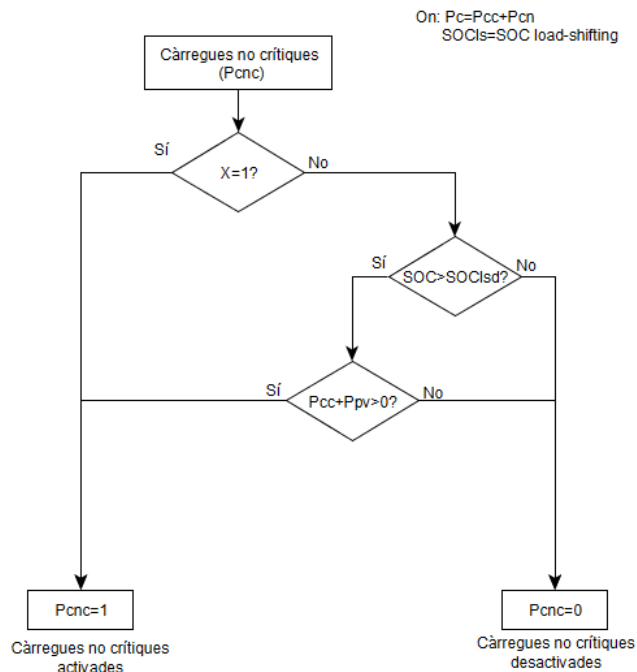 On: Pc=Pcc+Pcn
SOCls=SOC load-shifting
Càrregues no crítiques
(Pcnc)
Sí
X=1?
No
Sí
SOC>SOClsd?
No
Sí
Pcc+Ppv>0?
No
Pcnc=1
Pcnc=0
Càrregues no crítiques
activades
Càrregues no crítiques
desactivades